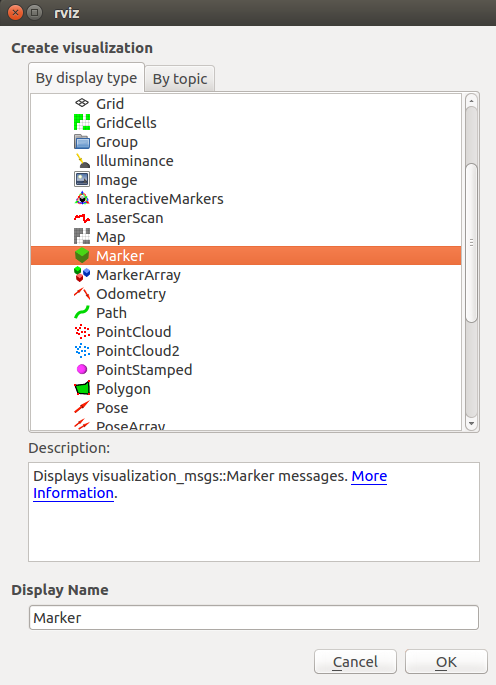 rviz
Create visualization
By display type
By topic
Grid
GridCells
Group
Illuminance
Image
InteractiveMarkers
LaserScan
Map
Marker
MarkerArray
Odometry
Path
PointCloud
PointCloud2
PointStamped
Polygon
Pose
PoseArray
Description:
Displays visualization_msgs::Marker messages. More
Information.
Display Name
Marker
Cancel
OK